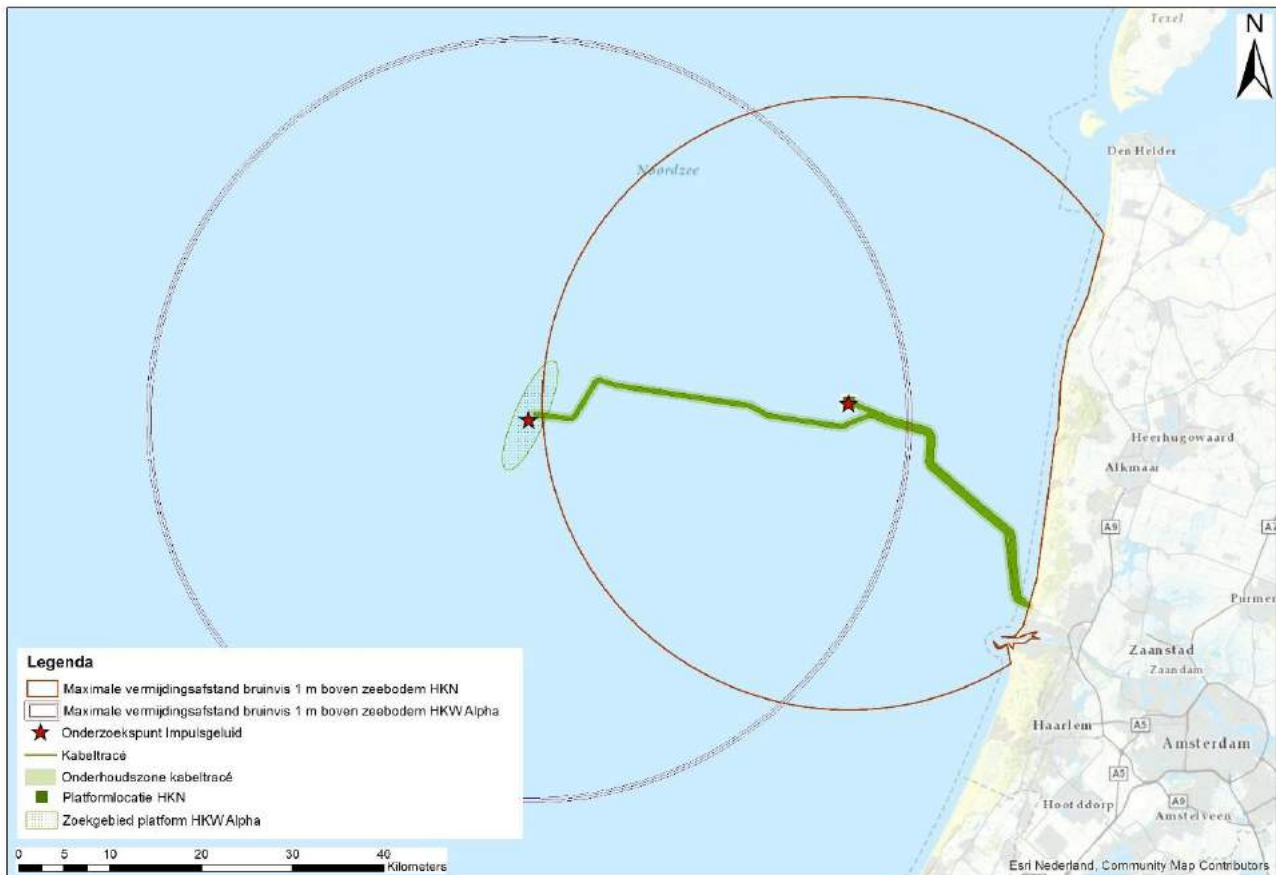 Texel
N
Den Helder
Noordzee
Heerhugowaard
Alkmaar
A9
A7
Purmer
Zaanstad
Zaandam
Haarlem
A5
Amsterdam
A5
A9
Hoofddorp
Amstelveen
Legenda
Maximale vermijdingsafstand bruinvis 1 m boven zeebodem HKN
Maximale vermijdingsafstand bruinvis 1 m boven zeebodem HKW Alpha
Onderzoekspunt Impulsgeluid
Kabeltracé
Onderhoudszone kabeltracé
Platformlocatie HKN
Zoekgebied platform HKW Alpha
0 5 10 20 30 40
Kilometers
Esri Nederland, Community Map Contributors